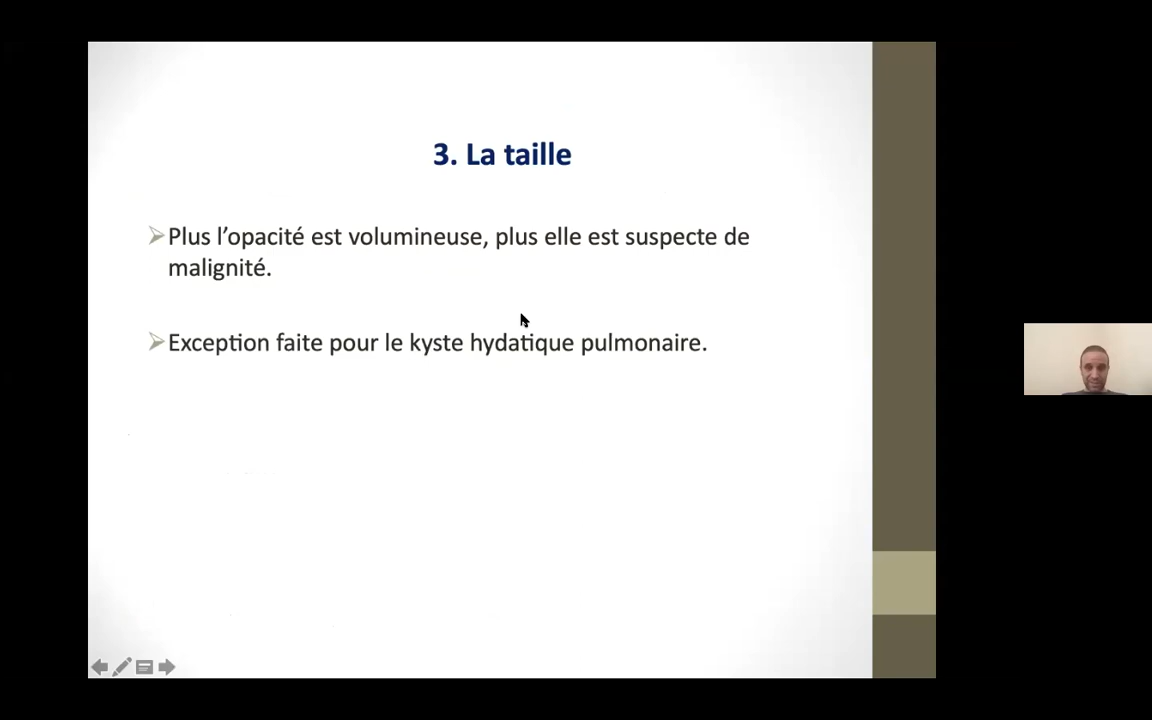 3. La taille
Plus l’opacité est volumineuse, plus elle est suspecte de
malignité.
Exception faite pour le kyste hydatique pulmonaire.